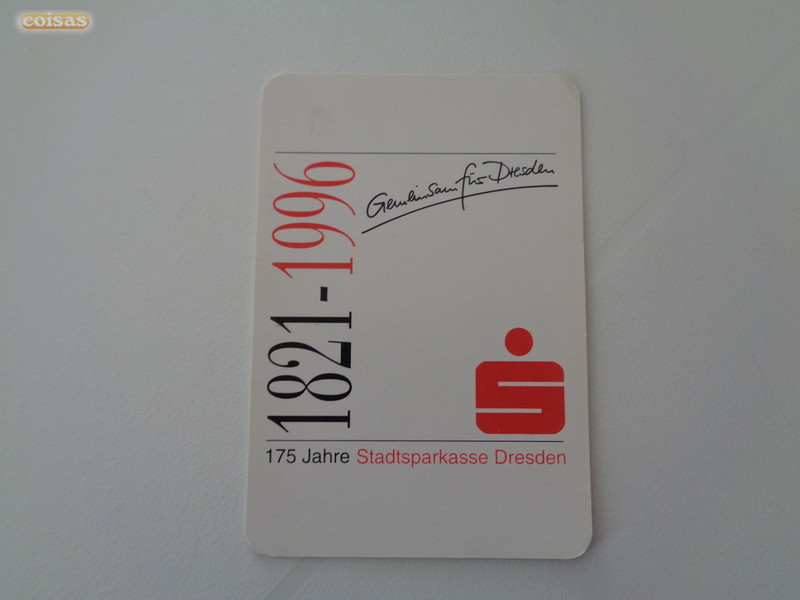 coisas
1821-1996
Gemeinsam für Dresden
175 Jahre Stadtsparkasse Dresden